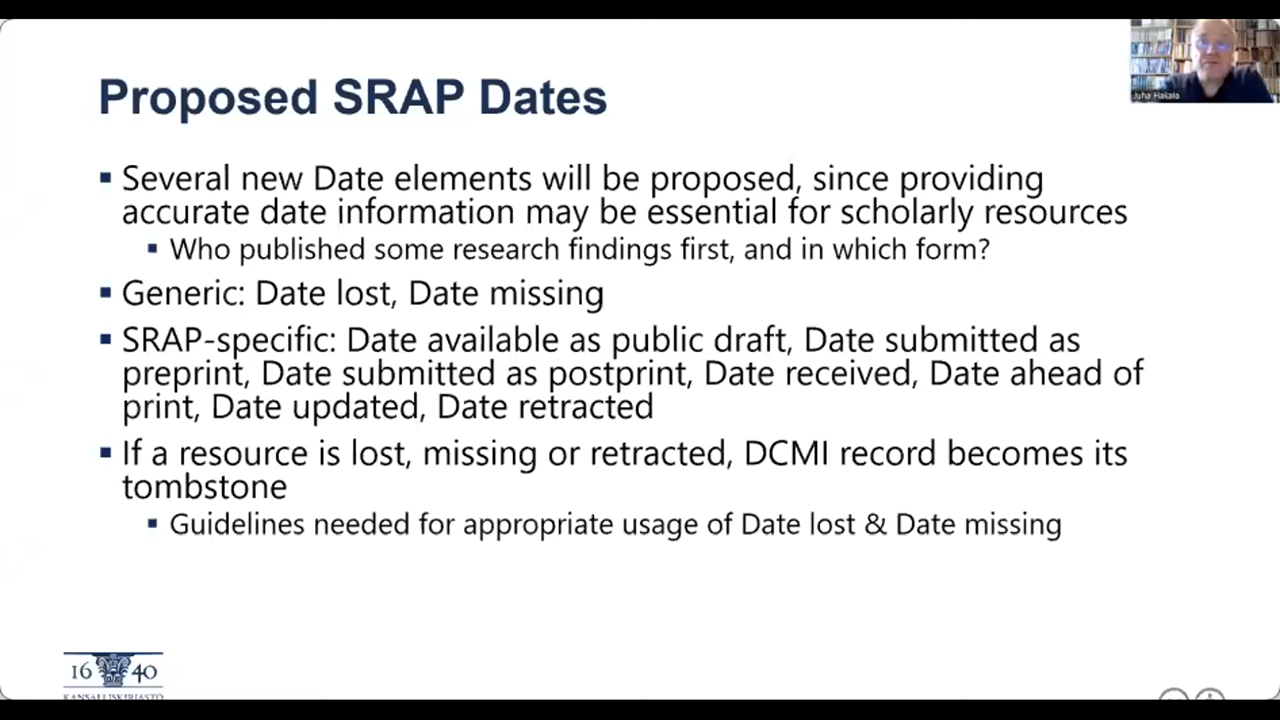 Proposed SRAP Dates
Juha Hakala
Several new Date elements will be proposed, since providing
accurate date information may be essential for scholarly resources
Who published some research findings first, and in which form?
Generic: Date lost, Date missing
SRAP-specific: Date available as public draft, Date submitted as
preprint, Date submitted as postprint, Date received, Date ahead of
print, Date updated, Date retracted
If a resource is lost, missing or retracted, DCMI record becomes its
tombstone
Guidelines needed for appropriate usage of Date lost & Date missing
16 40
KANSALLISKIRJASTO